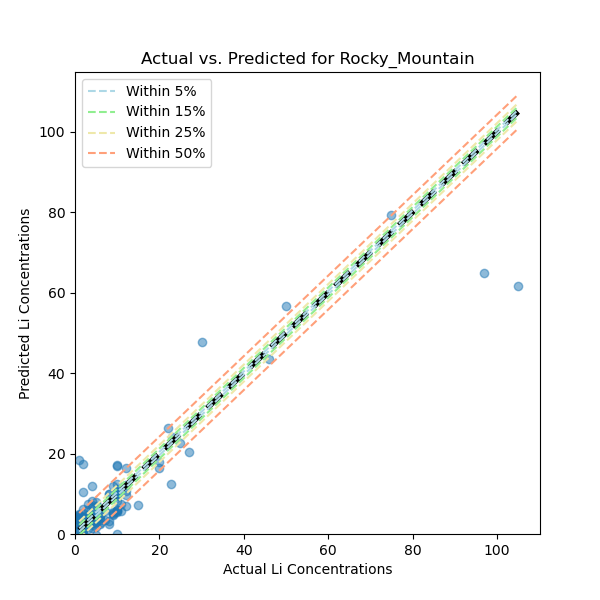 Actual vs. Predicted for Rocky_Mountain
Within 5%
Within 15%
Within 25%
Within 50%
100
80
60
40
20
0
Predicted Li Concentrations
0 20 40 60 80 100
Actual Li Concentrations